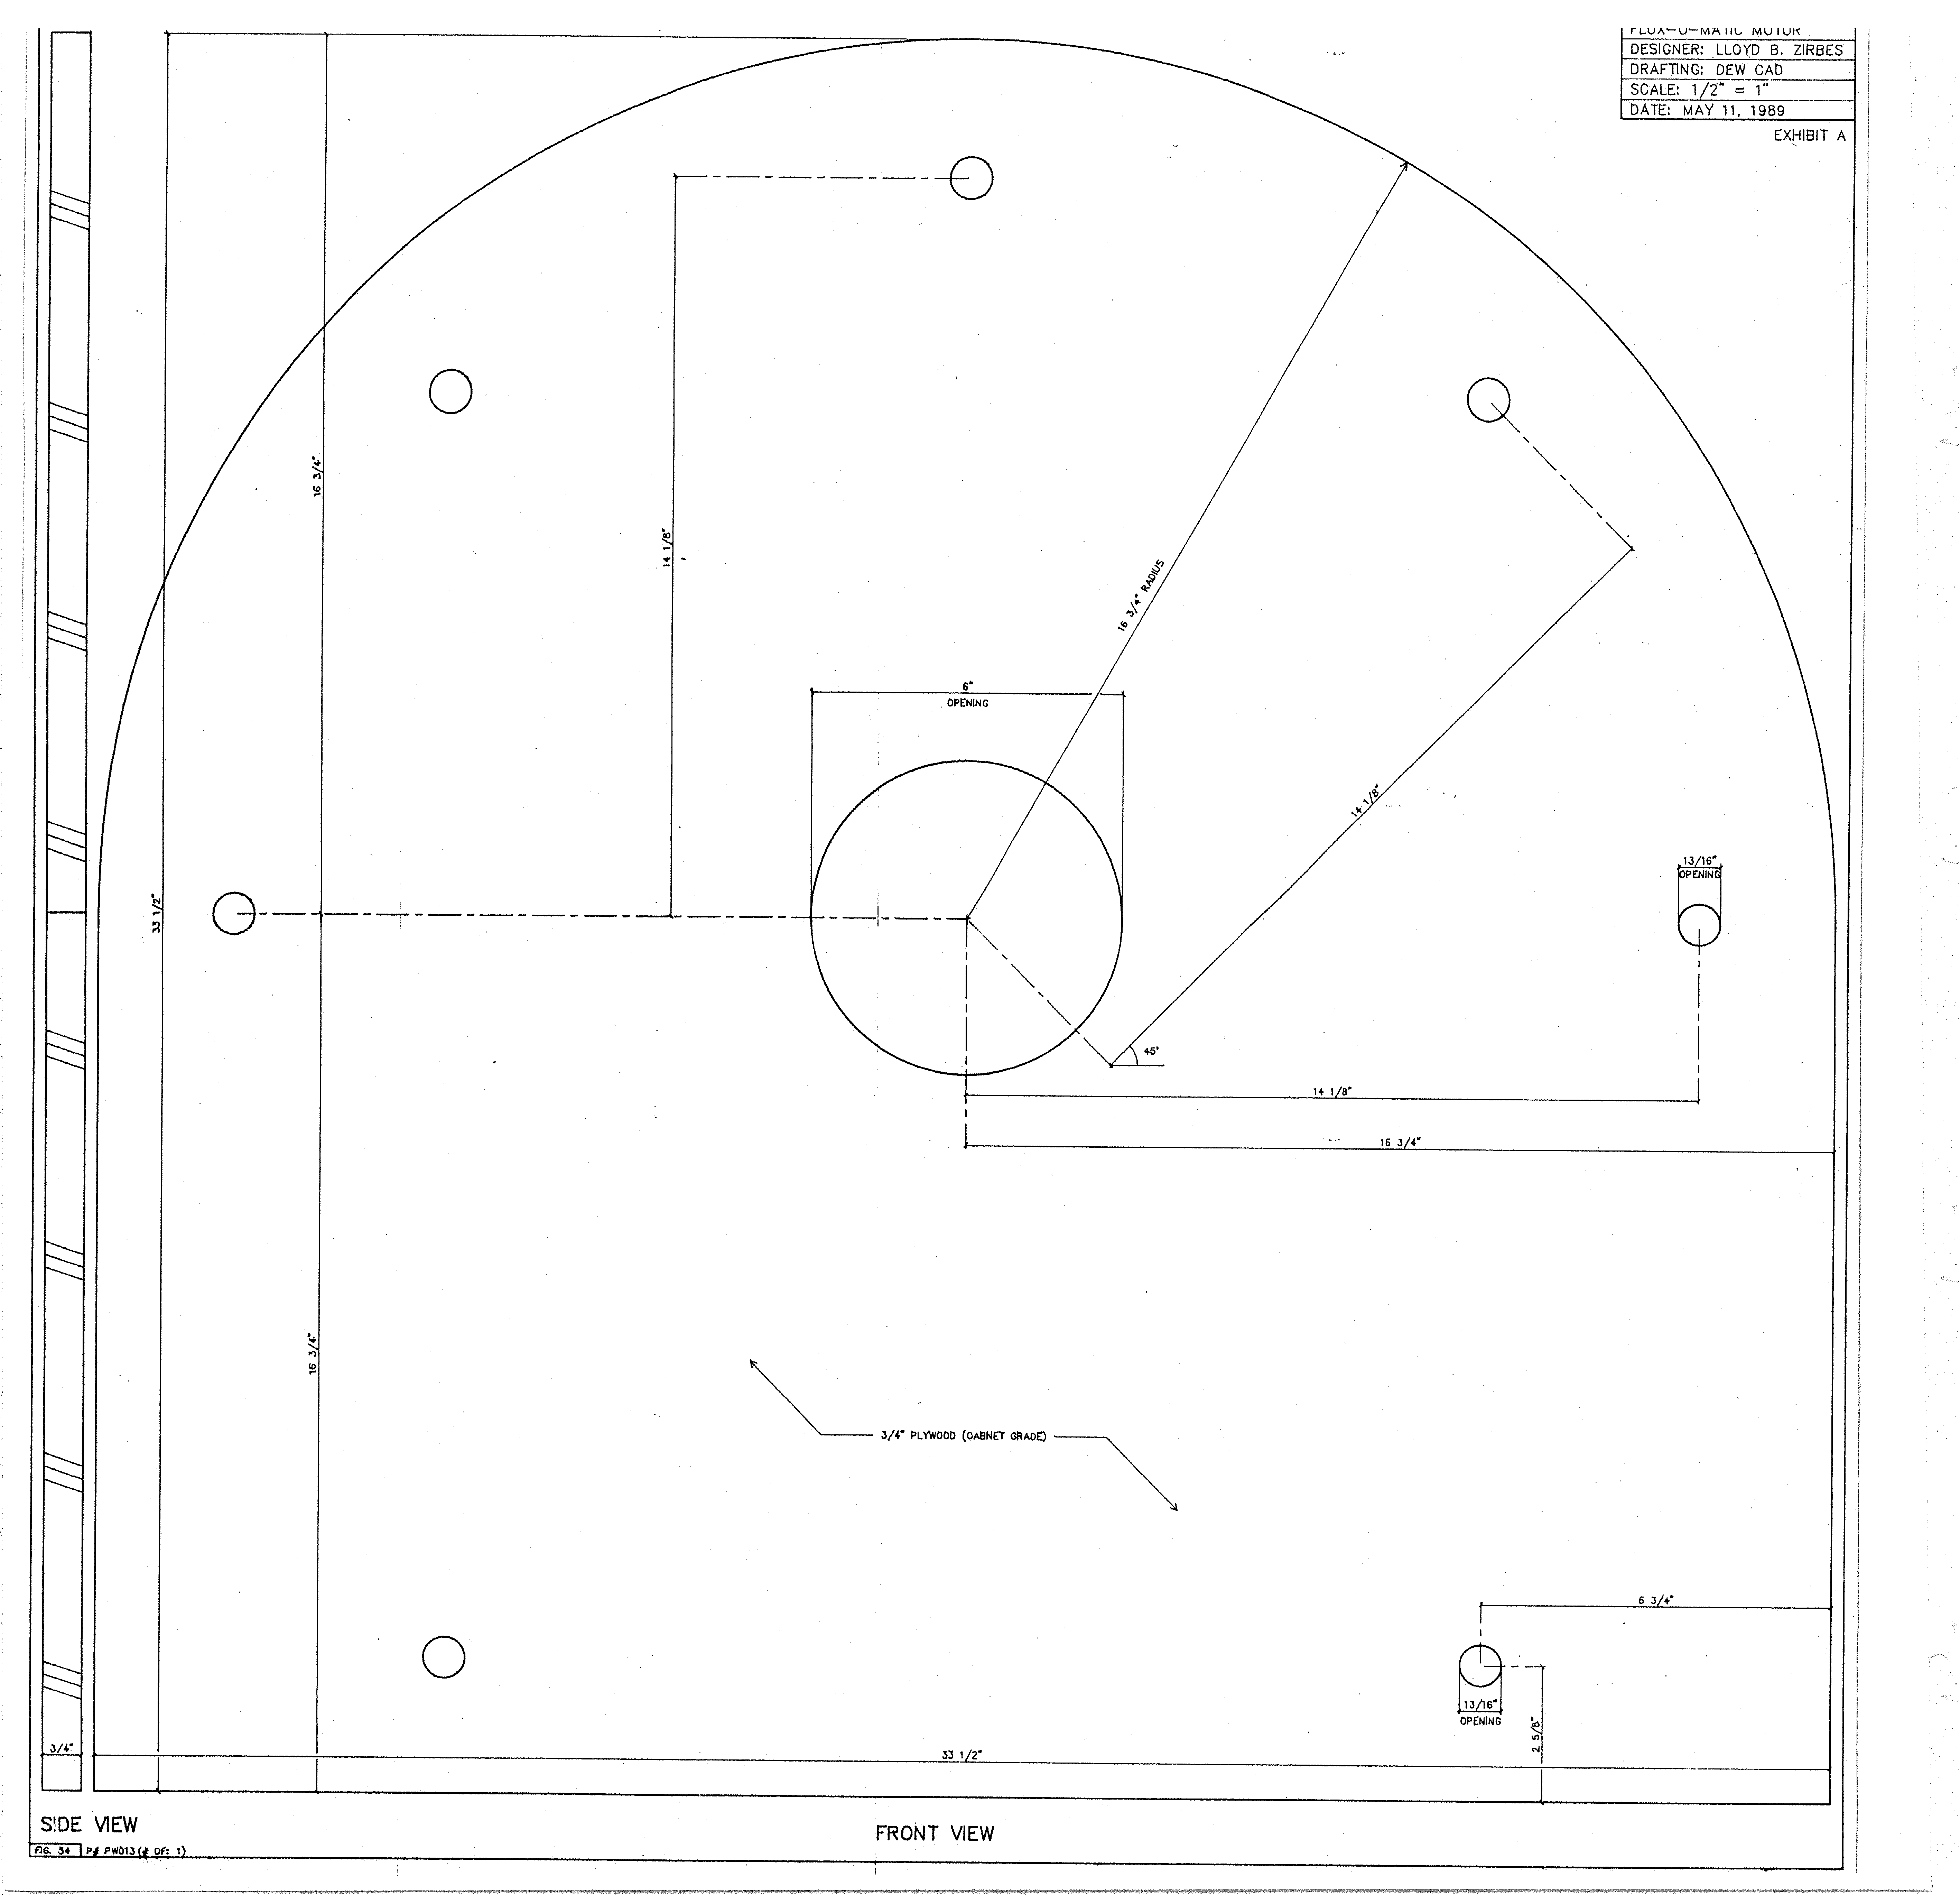 FLUX-O-MATIC MOTOR
DESIGNER: LLOYD B. ZIRBES
DRAFTING: DEW CAD
SCALE: 1/2" = 1"
DATE: MAY 11, 1989
EXHIBIT A
16 3/4"
14 1/8"
16 3/4" RADIUS
6"
OPENING
14 1/8"
13/16"
OPENING
33 1/2"
45°
14 1/8"
16 3/4"
16 3/4"
3/4" PLYWOOD (CABNET GRADE)
6 3/4"
13/16"
OPENING
2 5/8"
3/4"
33 1/2"
SIDE VIEW
FRONT VIEW
FIG. 34 P# PW013 (# OF: 1)